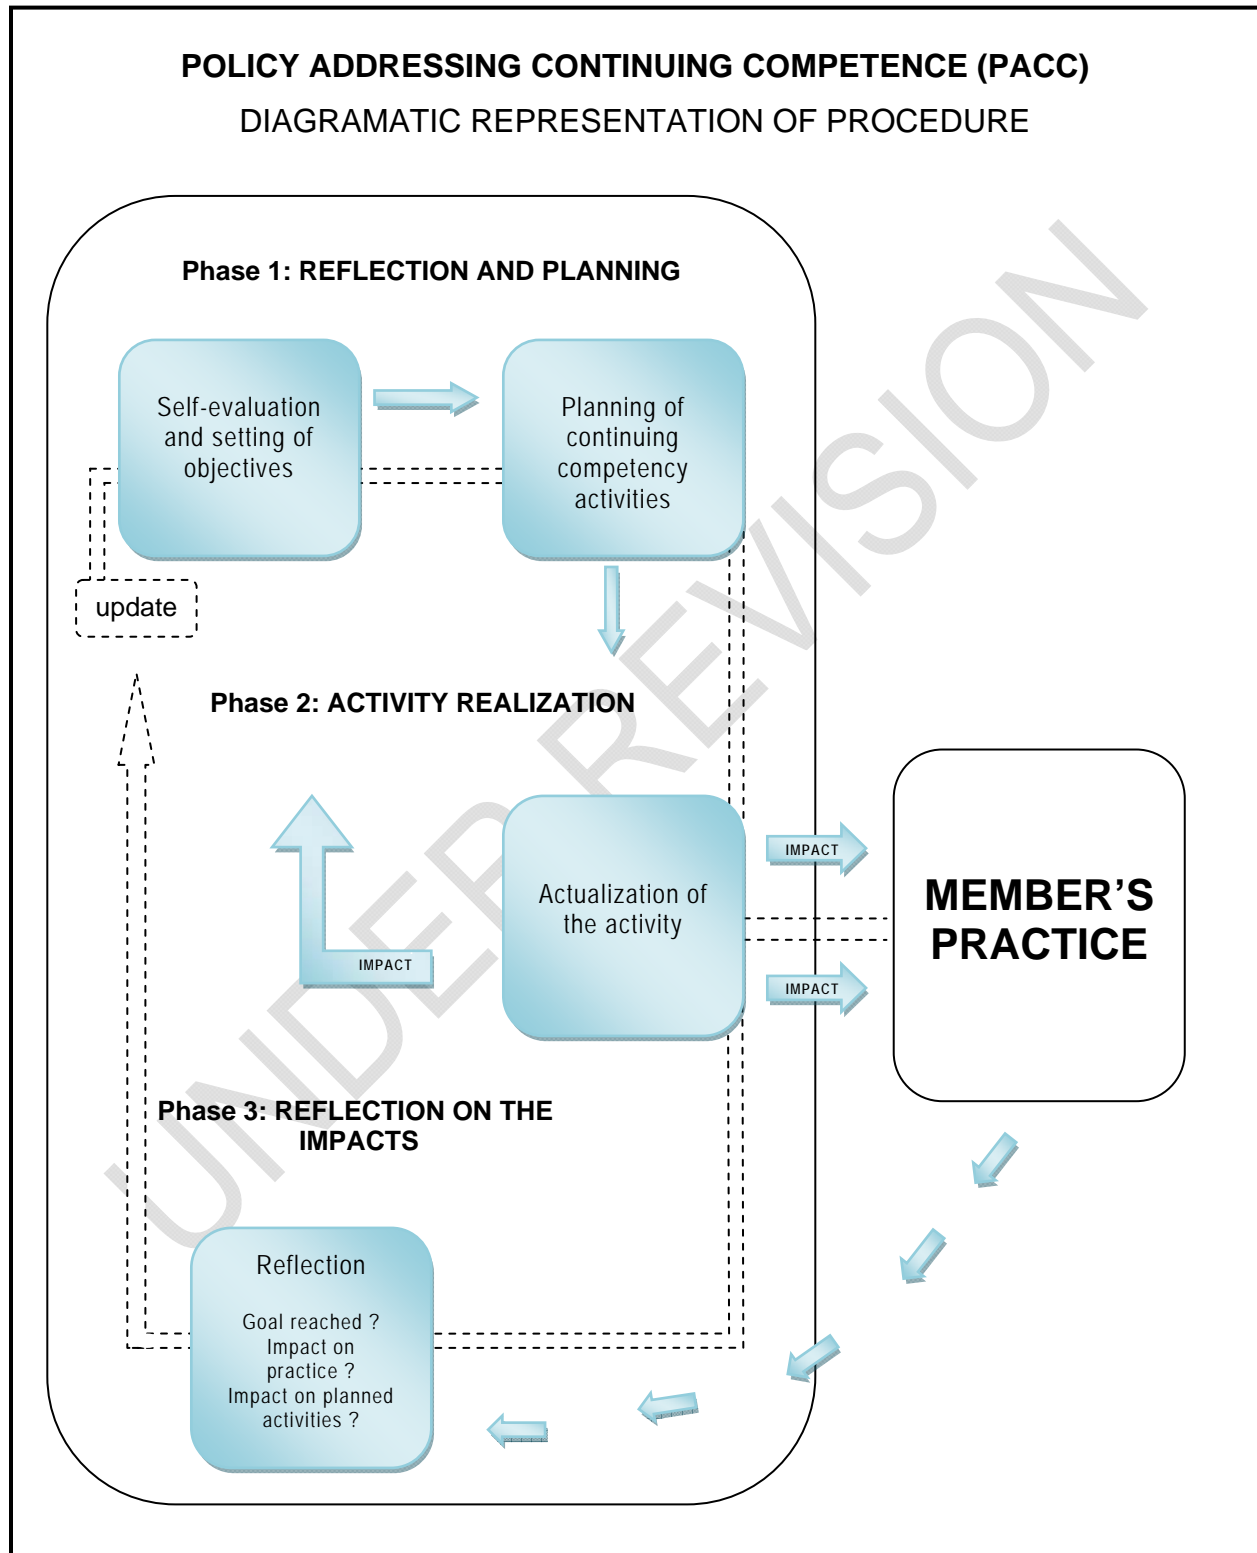 POLICY ADDRESSING CONTINUING COMPETENCE (PACC)
DIAGRAMATIC REPRESENTATION OF PROCEDURE
Phase 1: REFLECTION AND PLANNING
Self-evaluation
and setting of
objectives
Planning of
continuing
competency
activities
update
Phase 2: ACTIVITY REALIZATION
Actualization of
the activity
IMPACT
IMPACT
IMPACT
MEMBER’S
PRACTICE
Phase 3: REFLECTION ON THE
IMPACTS
Reflection
Goal reached ?
Impact on
practice ?
Impact on planned
activities ?
UNDER REVISION